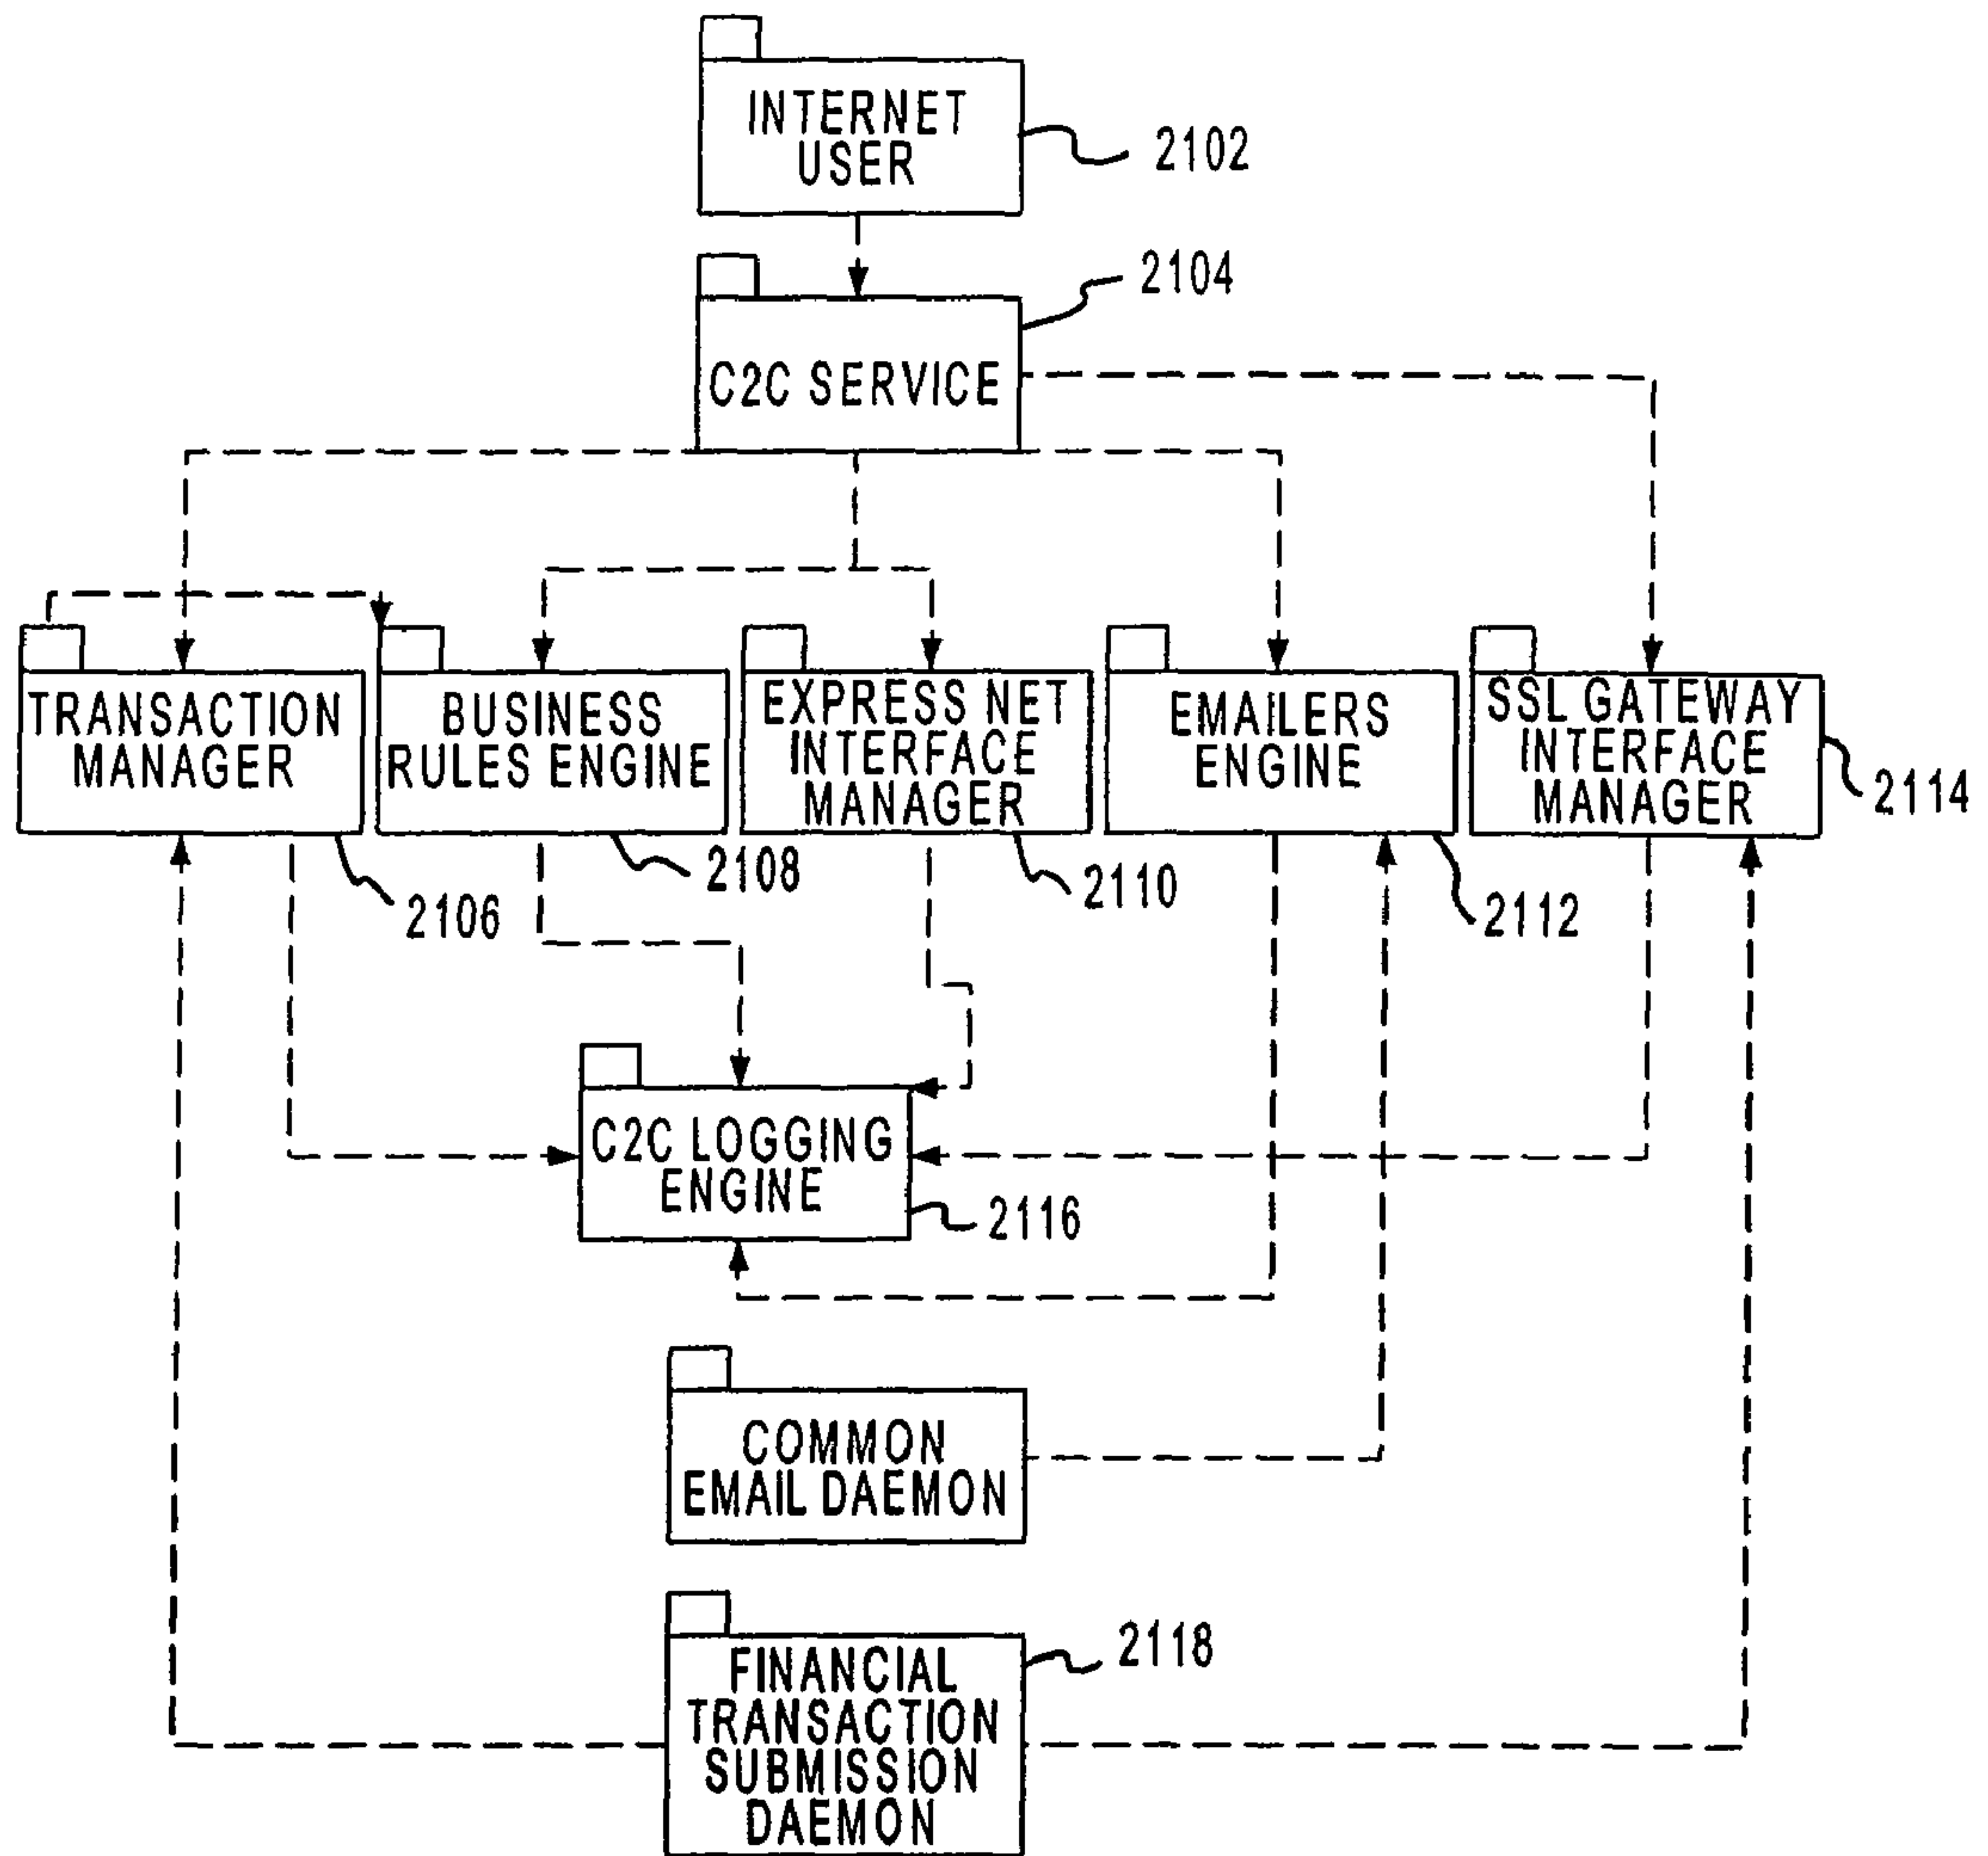 INTERNET
USER
2102
2104
C2C SERVICE
TRANSACTION
MANAGER
BUSINESS
RULES ENGINE
EXPRESS NET
INTERFACE
MANAGER
EMAILERS
ENGINE
SSL GATEWAY
INTERFACE
MANAGER
2114
2106
2108
2110
2112
C2C LOGGING
ENGINE
2116
COMMON
EMAIL DAEMON
2118
FINANCIAL
TRANSACTION
SUBMISSION
DAEMON